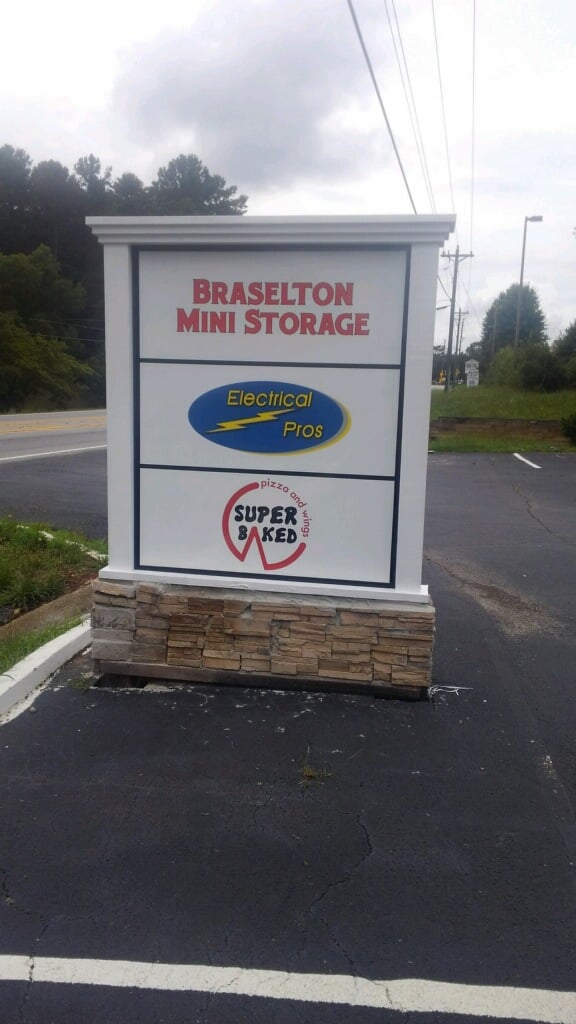 BRASELTON
MINI STORAGE
Electrical
Pros
pizza and wings
SUPER
BAKED